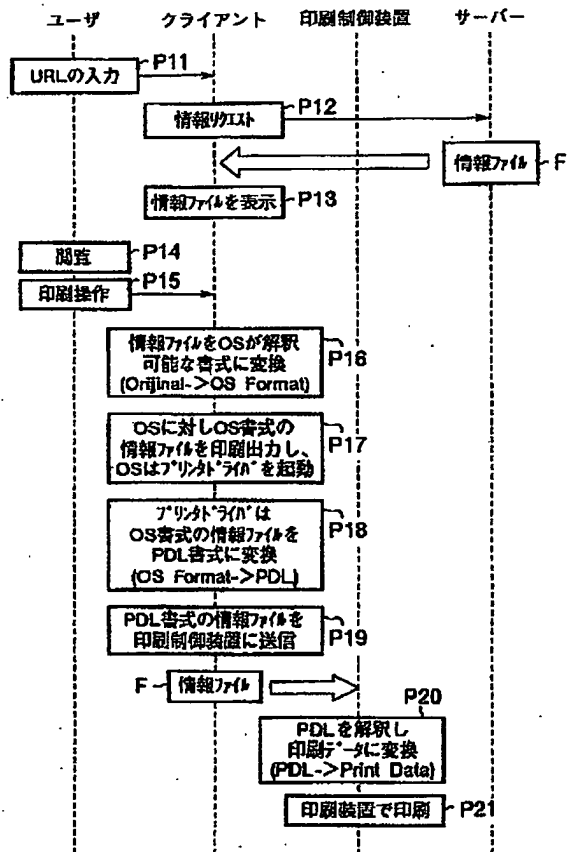 ユーザ
クライアント
印刷制御装置
サーバー
URLの入力
P11
情報リクエスト
P12
情報ファイル
F
情報ファイルを表示
P13
閲覧
P14
印刷操作
P15
情報ファイルをOSが解釈
可能な書式に変換
(Orijinal->OS Format)
P16
OSに対しOS書式の
情報ファイルを印刷出力し、
OSはプリンタドライバを起動
P17
プリンタドライバは
OS書式の情報ファイルを
PDL書式に変換
(OS Format->PDL)
P18
PDL書式の情報ファイルを
印刷制御装置に送信
P19
F
情報ファイル
P20
PDLを解釈し
印刷データに変換
(PDL->Print Data)
印刷装置で印刷
P21